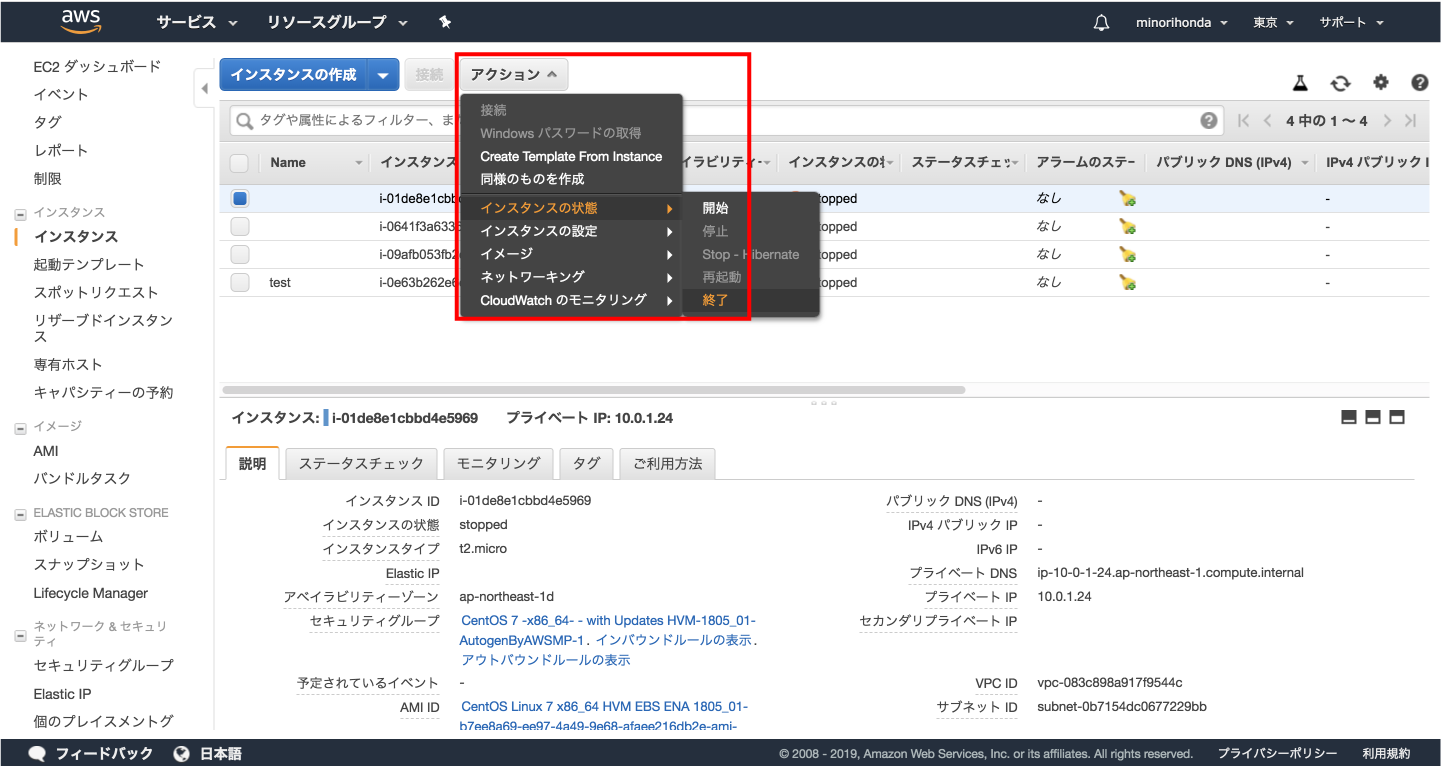 aws
サービス
リソースグループ
minorihonda
東京
サポート
EC2 ダッシュボード
イベント
タグ
レポート
制限
インスタンス
インスタンス
起動テンプレート
スポットリクエスト
リザーブドインスタン
ス
専有ホスト
キャパシティーの予約
イメージ
AMI
バンドルタスク
ELASTIC BLOCK STORE
ボリューム
スナップショット
Lifecycle Manager
ネットワーク & セキュリ
ティ
セキュリティグループ
Elastic IP
個のプレイスメントグ
インスタンスの作成
接続
アクション
接続
Windows パスワードの取得
Create Template From Instance
同様のものを作成
インスタンスの状態
インスタンスの設定
イメージ
ネットワーキング
CloudWatch のモニタリング
開始
停止
Stop - Hibernate
再起動
終了
タグや属性によるフィルター、ま
4 中の 1 ~ 4
Name
インスタンス
イラビリティ
インスタンスの
ステータスチェッ
アラームのステー
パブリック DNS (IPv4)
IPv4 パブリック I
i-01de8e1cbb
topped
なし
-
i-0641f3a633
topped
なし
-
i-09afb053fb2
topped
なし
-
test
i-0e63b262e6
topped
なし
-
インスタンス: i-01de8e1cbbd4e5969
プライベート IP: 10.0.1.24
説明
ステータスチェック
モニタリング
タグ
ご利用方法
インスタンス ID
i-01de8e1cbbd4e5969
インスタンスの状態
stopped
インスタンスタイプ
t2.micro
Elastic IP
アベイラビリティーゾーン
ap-northeast-1d
セキュリティグループ
CentOS 7 -x86_64- - with Updates HVM-1805_01-
AutogenByAWSMP-1. インバウンドルールの表示.
アウトバウンドルールの表示
予定されているイベント
-
AMI ID
CentOS Linux 7 x86_64 HVM EBS ENA 1805_01-
b7ee8a69-ee97-4a49-9e68-afaee216db2e-ami-
パブリック DNS (IPv4)
-
IPv4 パブリック IP
-
IPv6 IP
-
プライベート DNS
ip-10-0-1-24.ap-northeast-1.compute.internal
プライベート IP
10.0.1.24
セカンダリプライベート IP
VPC ID
vpc-083c898a917f9544c
サブネット ID
subnet-0b7154dc0677229bb
フィードバック
日本語
© 2008 - 2019, Amazon Web Services, Inc. or its affiliates. All rights reserved.
プライバシーポリシー
利用規約